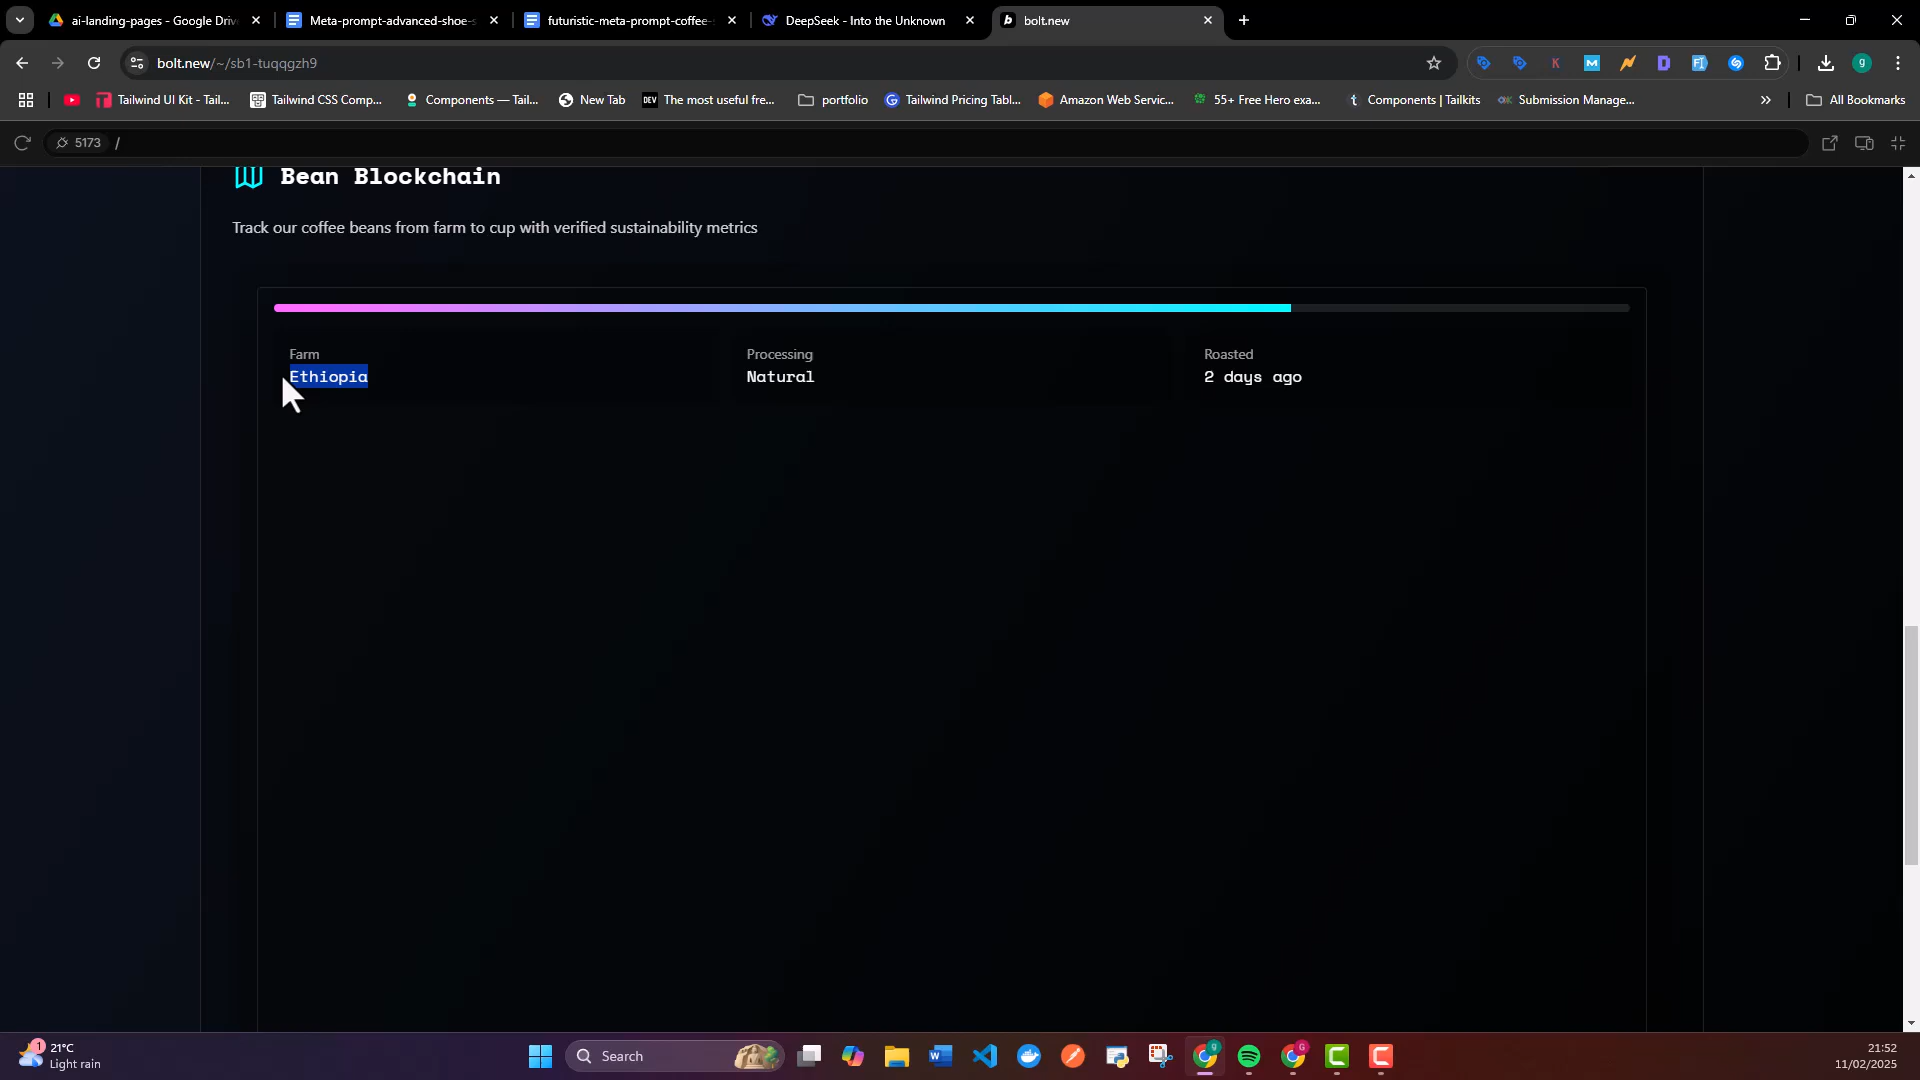 ai-landing-pages - Google Driv
Meta-prompt-advanced-shoe-s
futuristic-meta-prompt-coffee-s
DeepSeek - Into the Unknown
bolt.new
bolt.new/~/sb1-tuqqgzh9
Tailwind UI Kit - Tail...
Tailwind CSS Comp...
Components — Tail...
New Tab
DEV The most useful fre...
portfolio
Tailwind Pricing Tabl...
Amazon Web Servic...
55+ Free Hero exa...
Components | Tailkits
Submission Manage...
All Bookmarks
5173 /
Bean Blockchain
Track our coffee beans from farm to cup with verified sustainability metrics
Farm
Ethiopia
Processing
Natural
Roasted
2 days ago
1
21°C
Light rain
Search
21:52
11/02/2025